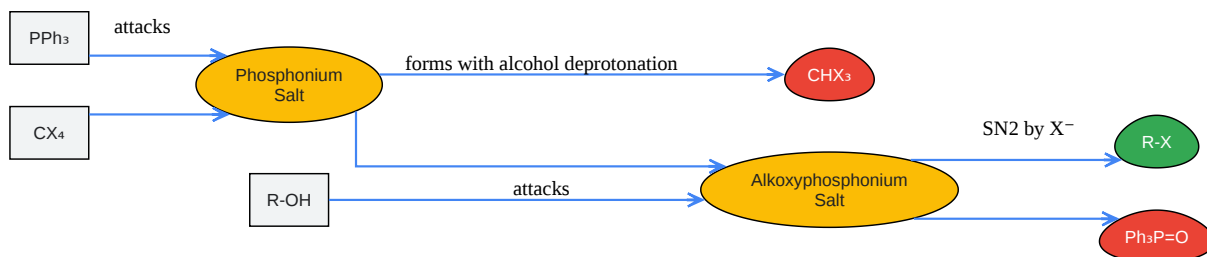 PPh₃
attacks
Phosphonium
Salt
forms with alcohol deprotonation
CHX₃
CX₄
SN2 by X⁻
R-X
R-OH
attacks
Alkoxyphosphonium
Salt
Ph₃P=O